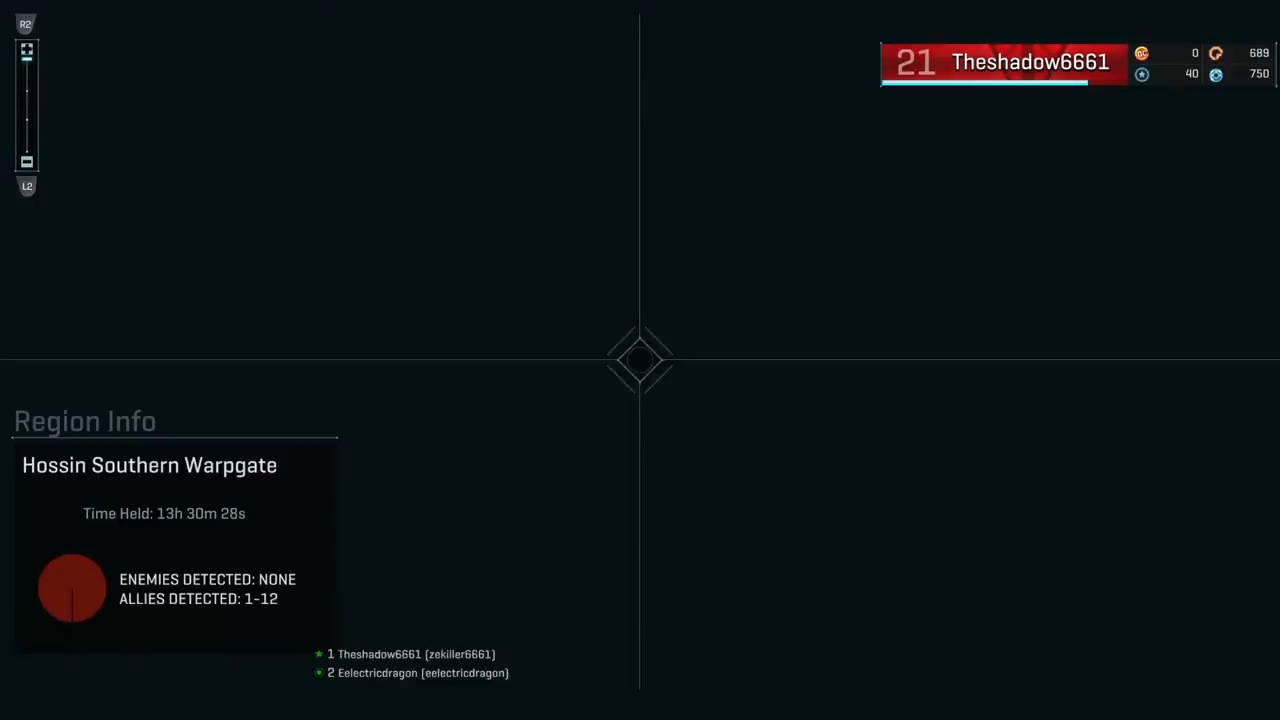 R2
21 Theshadow6661
0 689
40 750
L2
Region Info
Hossin Southern Warpgate
Time Held: 13h 30m 28s
ENEMIES DETECTED: NONE
ALLIES DETECTED: 1-12
1 Theshadow6661 (zekiller6661)
2 Eelectricdragon (eelectricdragon)